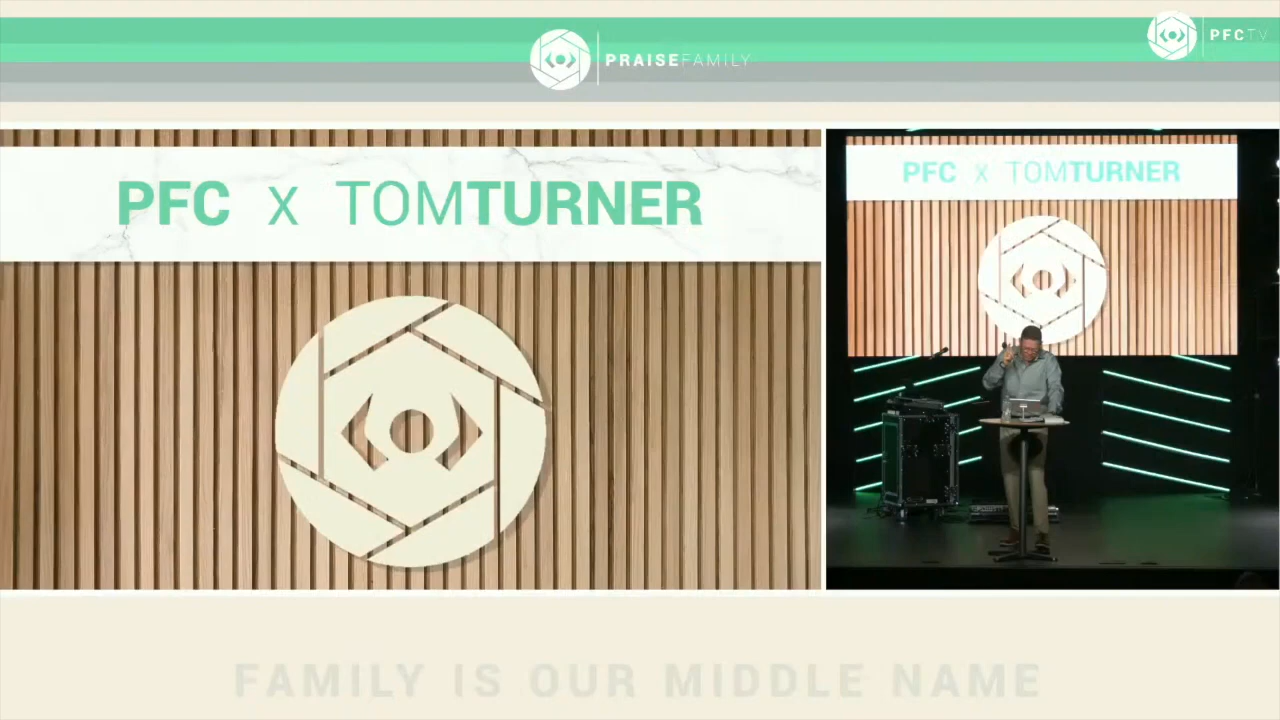 PRAISEFAMILY
PFCTV
PFC x TOMTURNER
PFC x TOMTURNER
FAMILY IS OUR MIDDLE NAME